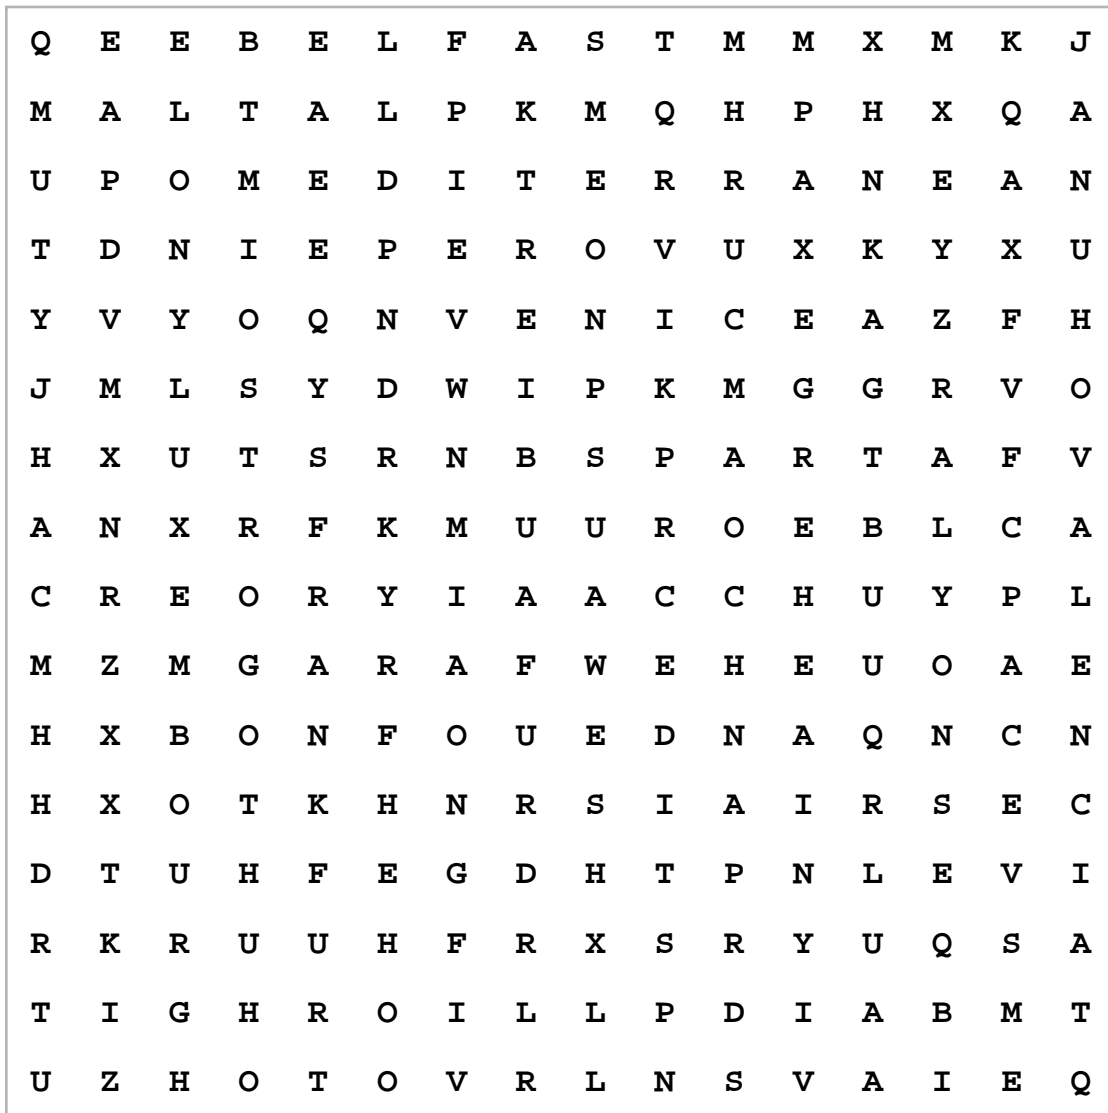 Q E E B E L F A S T M M X M K J
M A L T A L P K M Q H P H X Q A
U P O M E D I T E R R A N E A N
T D N I E P E R O V U X K Y X U
Y V Y O Q N V E N I C E A Z F H
J M L S Y D W I P K M G G R V O
H X U T S R N B S P A R T A F V
A N X R F K M U U R O E B L C A
C R E O R Y I A A C C H U Y P L
M Z M G A R A F W E H E U O A E
H X B O N F O U E D N A Q N C N
H X O T K H N R S I A I R S E C
D T U H F E G D H T P N L E V I
R K R U U H F R X S R Y U Q S A
T I G H R O I L L P D I A B M T
U Z H O T O V R L N S V A I E Q